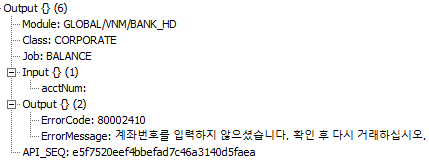 Output {} (6)
Module: GLOBAL/VNM/BANK_HD
Class: CORPORATE
Job: BALANCE
Input {} (1)
acctNum:
Output {} (2)
ErrorCode: 80002410
ErrorMessage: 계좌번호를 입력하지 않으셨습니다. 확인 후 다시 거래하십시오.
API_SEQ: e5f7520eef4bbefad7c46a3140d5faea